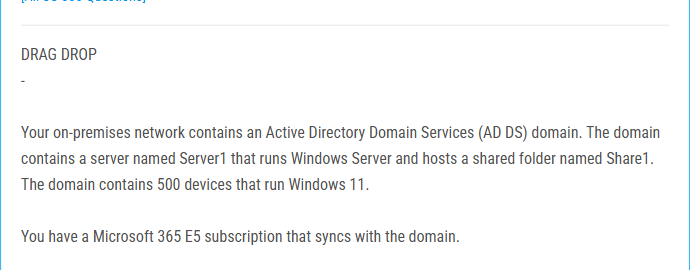 DRAG DROP
-
Your on-premises network contains an Active Directory Domain Services (AD DS) domain. The domain
contains a server named Server1 that runs Windows Server and hosts a shared folder named Share1.
The domain contains 500 devices that run Windows 11.
You have a Microsoft 365 E5 subscription that syncs with the domain.